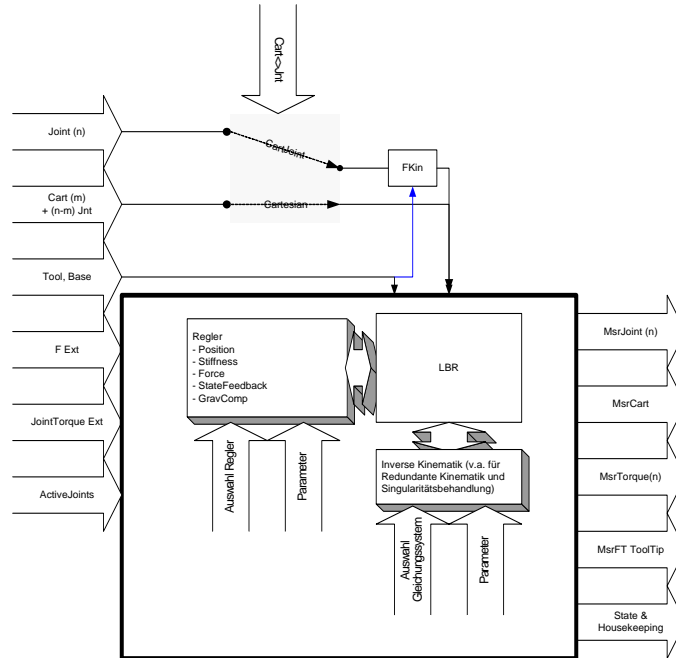 Cart<>Jnt
Joint (n)
CartJoint
FKin
Cart (m)
+ (n-m) Jnt
Cartesian
Tool, Base
Regler
- Position
- Stiffness
- Force
- StateFeedback
- GravComp
LBR
MsrJoint (n)
F Ext
MsrCart
JointTorque Ext
Auswahl Regler
Parameter
Inverse Kinematik (v.a. für
Redundante Kinematik und
Singularitätsbehandlung)
MsrTorque(n)
ActiveJoints
Auswahl
Gleichungssystem
Parameter
MsrFT ToolTip
State &
Housekeeping